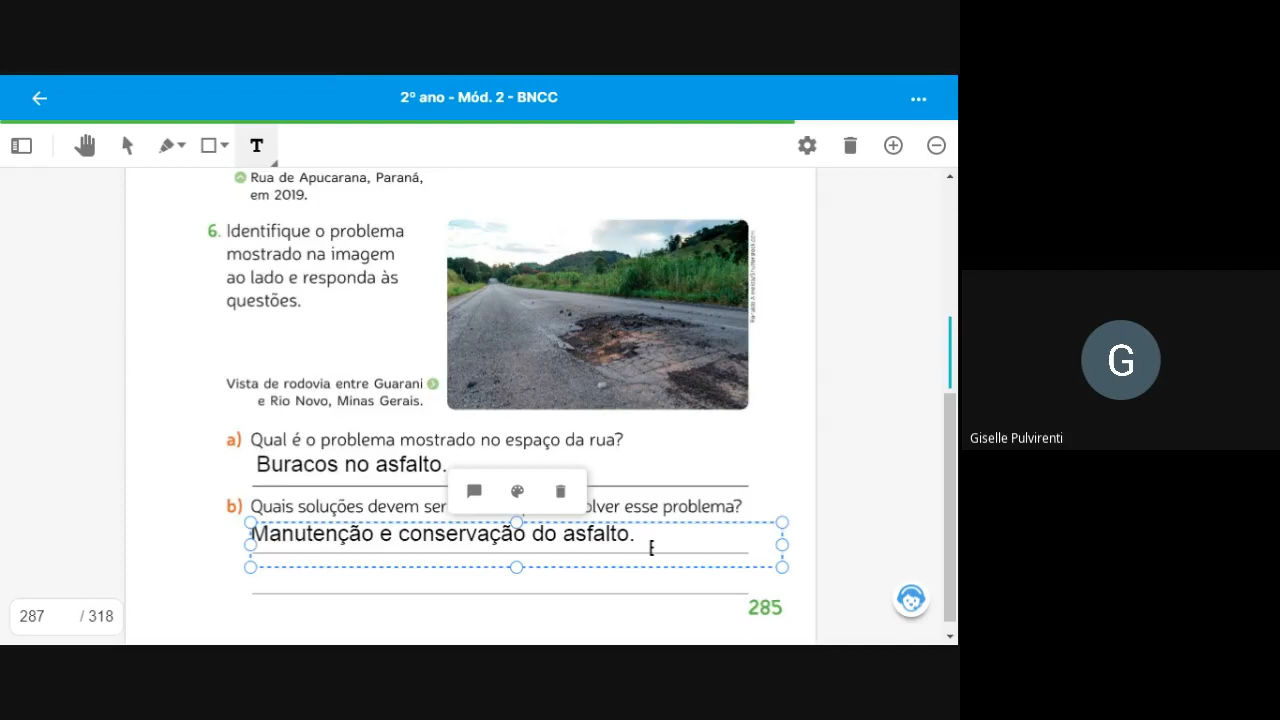 2º ano - Mód. 2 - BNCC
T
Rua de Apucarana, Paraná,
em 2019.
6. Identifique o problema
mostrado na imagem
ao lado e responda às
questões.
Vista de rodovia entre Guarani
e Rio Novo, Minas Gerais.
a) Qual é o problema mostrado no espaço da rua?
Buracos no asfalto.
b) Quais soluções devem ser esse problema?
Manutenção e conservação do asfalto.
285
287 / 318
G
Giselle Pulvirenti